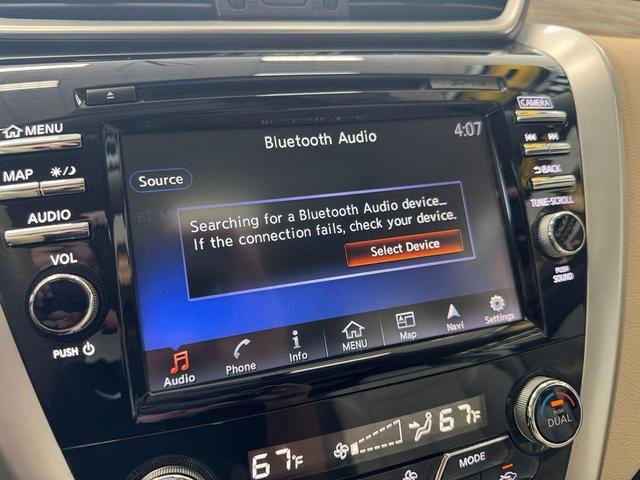 CAMERA
MENU
MAP
AUDIO
VOL
PUSH
BACK
TUNE·SCROLL
PUSH
SOUND
Bluetooth Audio
4:07
Source
Searching for a Bluetooth Audio device...
If the connection fails, check your device.
Select Device
Audio
Phone
Info
MENU
Map
Navi
Settings
67°F
67°F
PUSH
DUAL
MODE